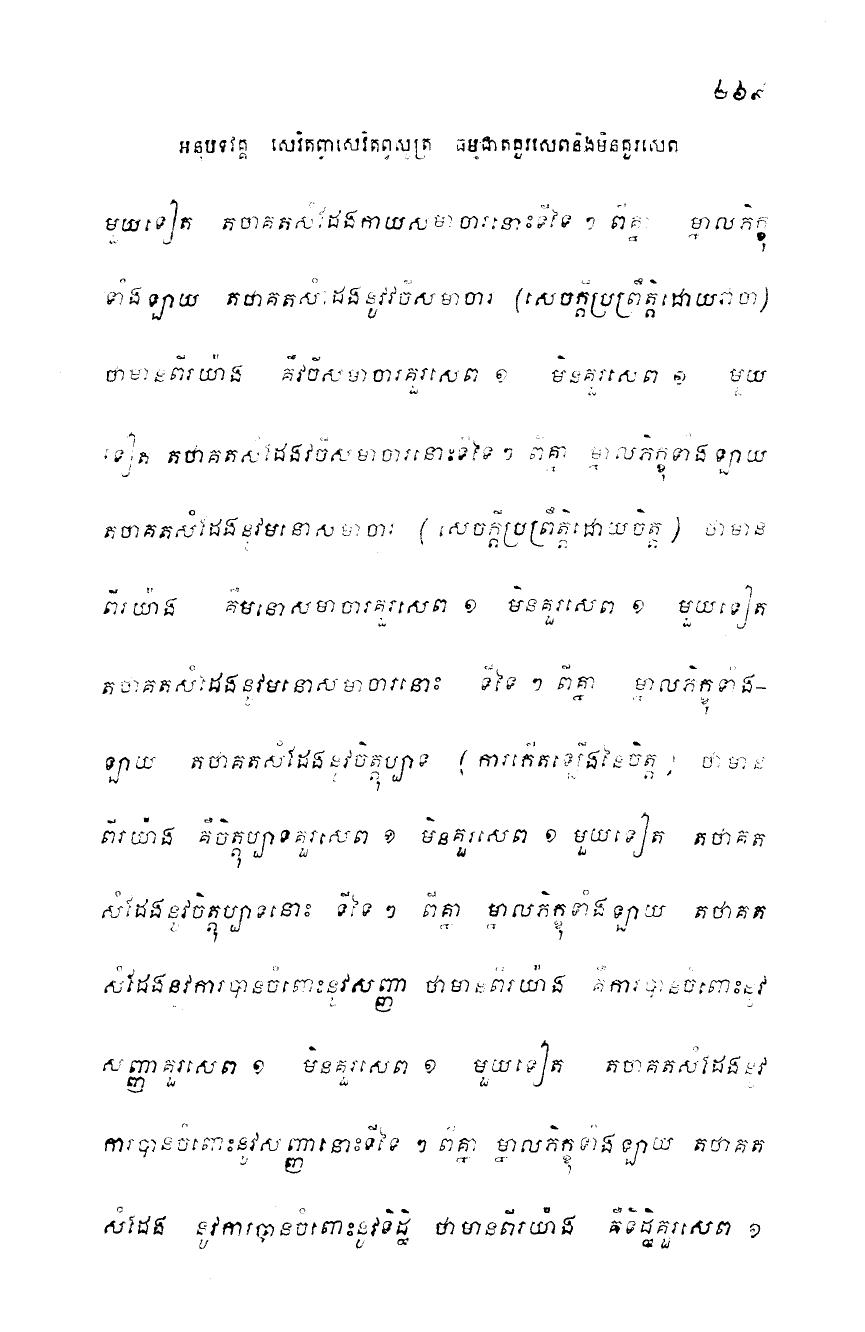 ២៦៩
អនុបទវគ្គ សេវិតព្វាសេវិតព្វសូត្រ ធម្មជាតគួរសេពនិងមិនគួរសេព
មួយទៀត តថាគតសំដែងកាយសមាចារនោះទីទៃ ៗ ពីគ្នា ម្នាលភិក្ខុ
ទាំងឡាយ តថាគតសំដែងនូវវចីសមាចារ (សេចក្តីប្រព្រឹត្តិដោយវាចា)
ថាមានពីរយ៉ាង គឺវចីសមាចារគួរសេព ១ មិនគួរសេព ១ មួយ
ទៀត តថាគតសំដែងវចីសមាចារនោះទីទៃ ៗ ពីគ្នា ម្នាលភិក្ខុទាំងឡាយ
តថាគតសំដែងនូវមនោសមាចារ (សេចក្តីប្រព្រឹត្តិដោយចិត្ត) ថាមាន
ពីរយ៉ាង គឺមនោសមាចារគួរសេព ១ មិនគួរសេព ១ មួយទៀត
តថាគតសំដែងនូវមនោសមាចារនោះ ទីទៃ ៗ ពីគ្នា ម្នាលភិក្ខុទាំង-
ឡាយ តថាគតសំដែងនូវចិត្តុប្បាទ (ការកើតឡើងនៃចិត្ត) ថាមាន
ពីរយ៉ាង គឺចិត្តុប្បាទគួរសេព ១ មិនគួរសេព ១ មួយទៀត តថាគត
សំដែងនូវចិត្តុប្បាទនោះ ទីទៃ ៗ ពីគ្នា ម្នាលភិក្ខុទាំងឡាយ តថាគត
សំដែងនូវការបានចំពោះនូវសញ្ញា ថាមានពីរយ៉ាង គឺការបានចំពោះនូវ
សញ្ញាគួរសេព ១ មិនគួរសេព ១ មួយទៀត តថាគតសំដែងនូវ
ការបានចំពោះនូវសញ្ញានោះទីទៃ ៗ ពីគ្នា ម្នាលភិក្ខុទាំងឡាយ តថាគត
សំដែង នូវការបានចំពោះនូវទិដ្ឋិ ថាមានពីរយ៉ាង គឺទិដ្ឋិគួរសេព ១